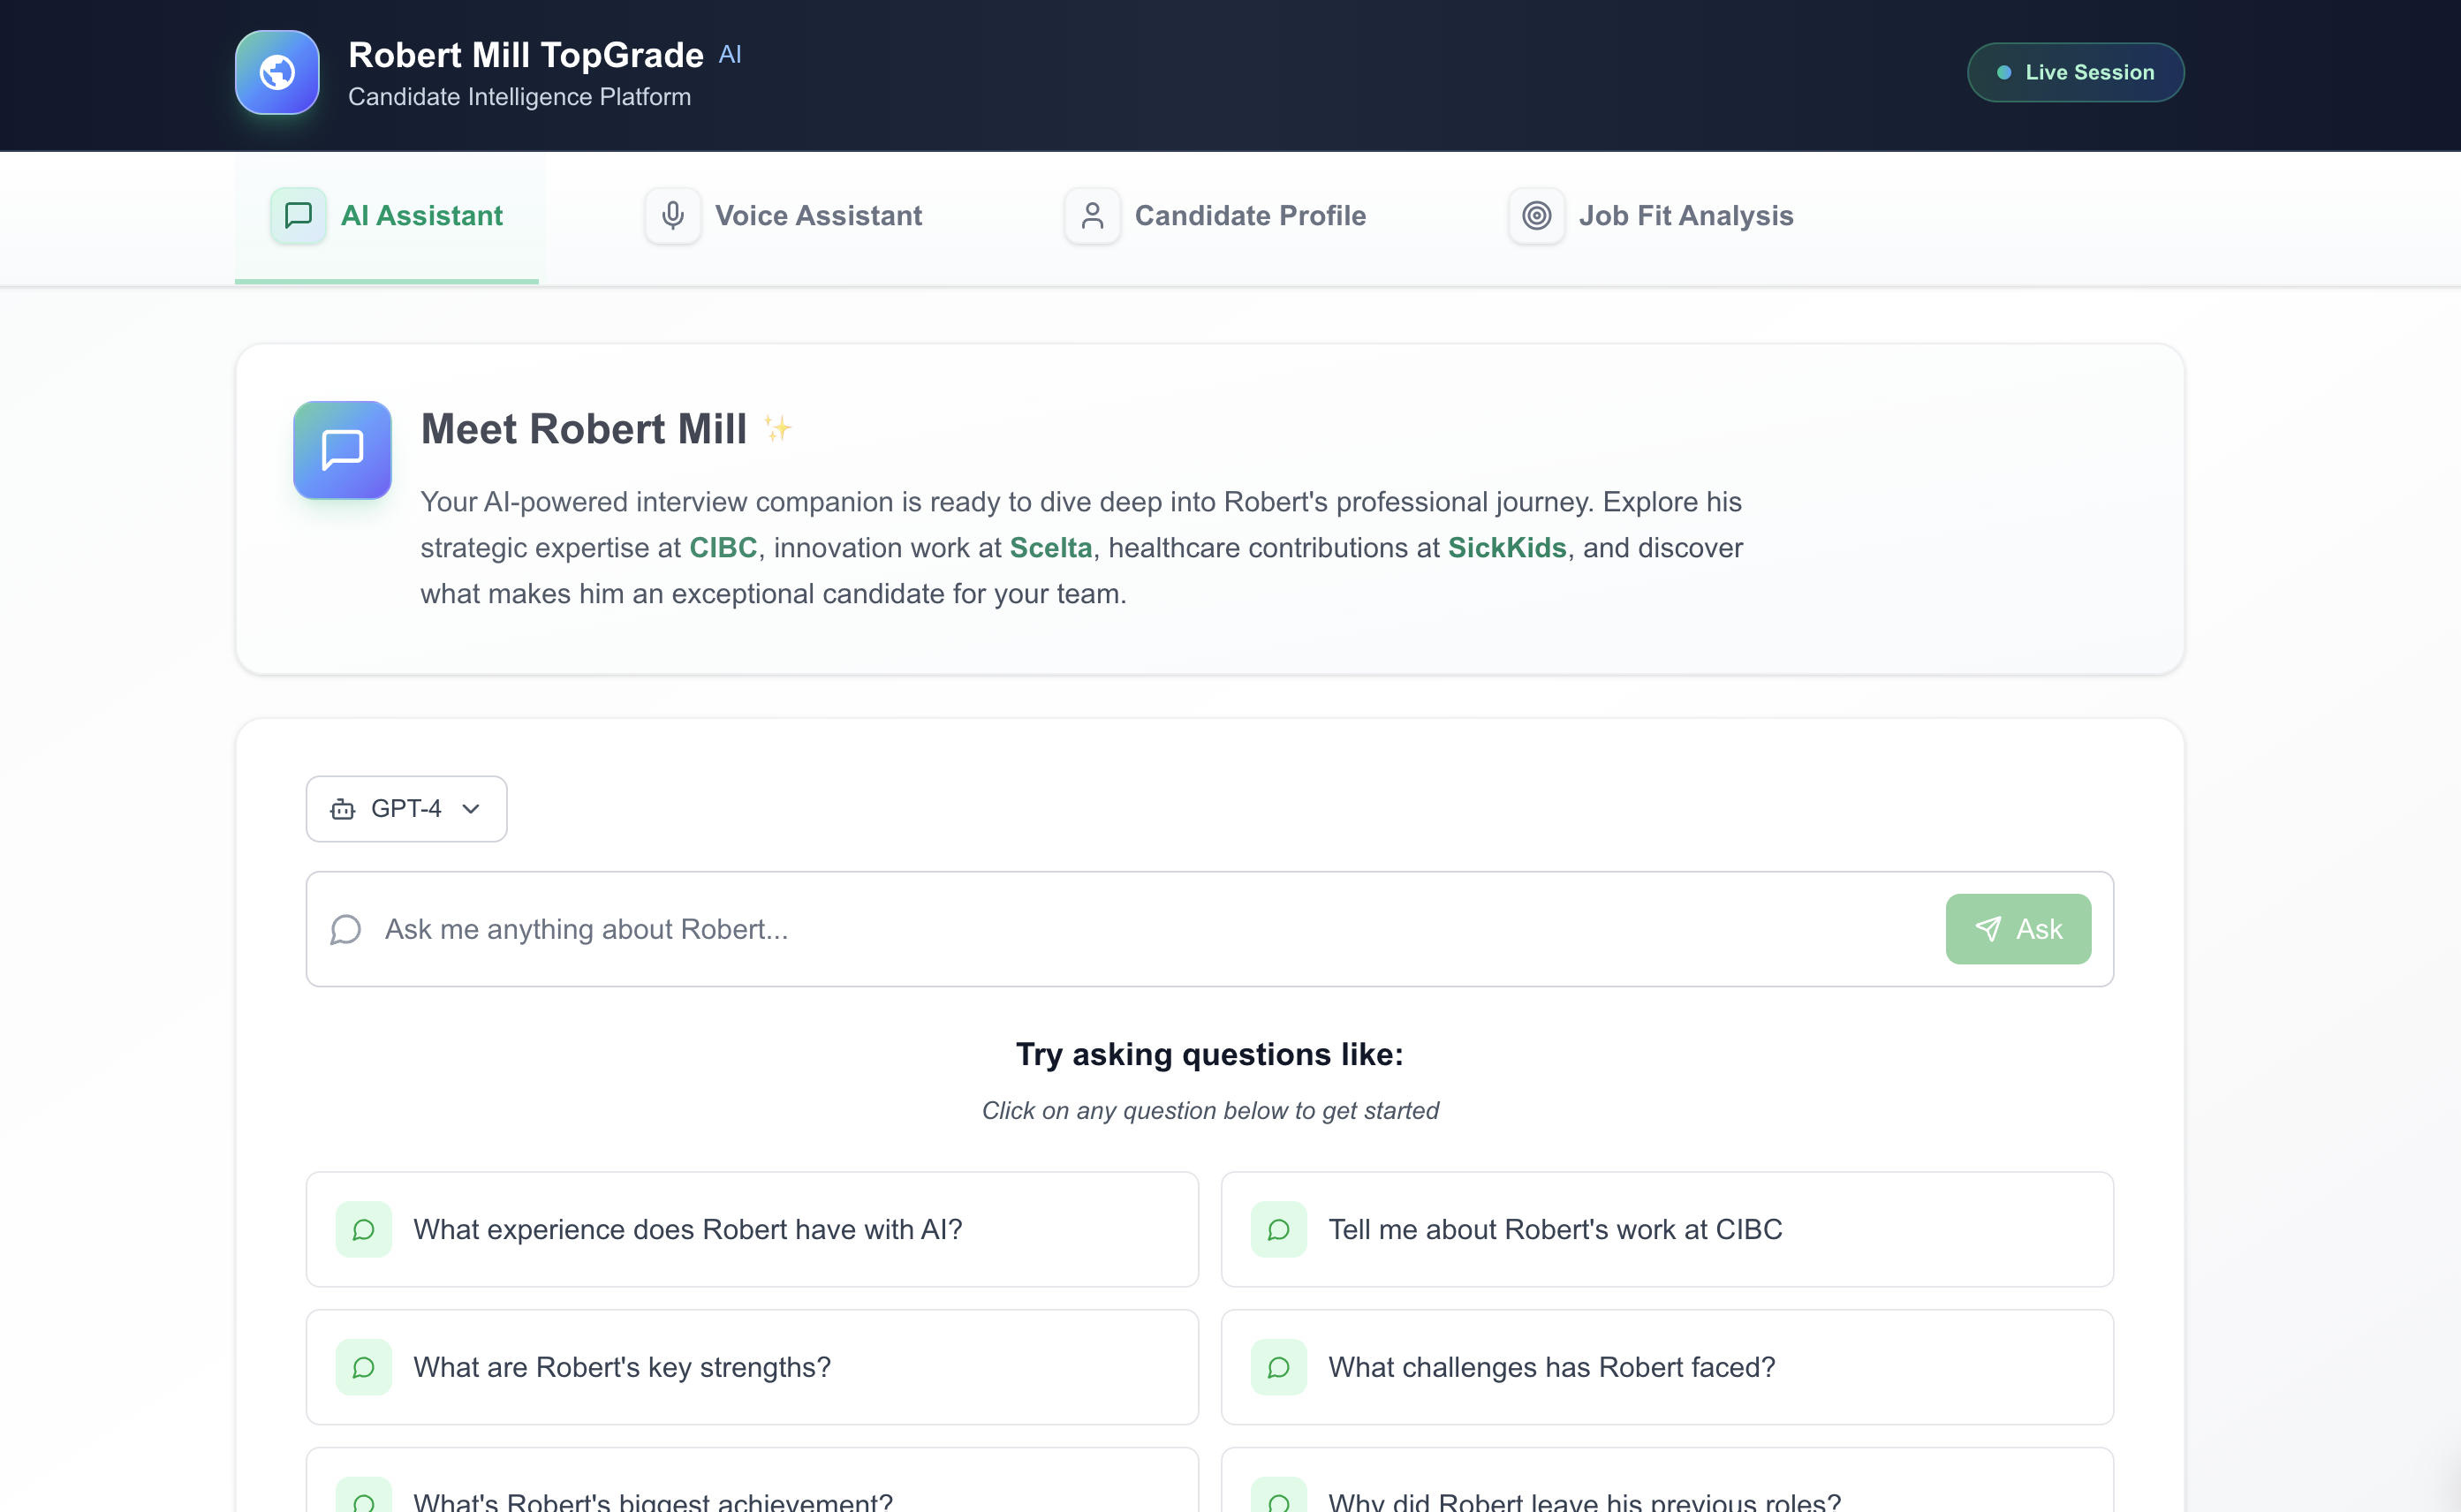 Robert Mill TopGrade AI
Candidate Intelligence Platform
Live Session
AI Assistant
Voice Assistant
Candidate Profile
Job Fit Analysis
Meet Robert Mill ✨
Your AI-powered interview companion is ready to dive deep into Robert's professional journey. Explore his
strategic expertise at CIBC, innovation work at Scelta, healthcare contributions at SickKids, and discover
what makes him an exceptional candidate for your team.
GPT-4
Ask me anything about Robert...
Ask
Try asking questions like:
Click on any question below to get started
What experience does Robert have with AI?
Tell me about Robert's work at CIBC
What are Robert's key strengths?
What challenges has Robert faced?
What's Robert's biggest achievement?
Why did Robert leave his previous roles?